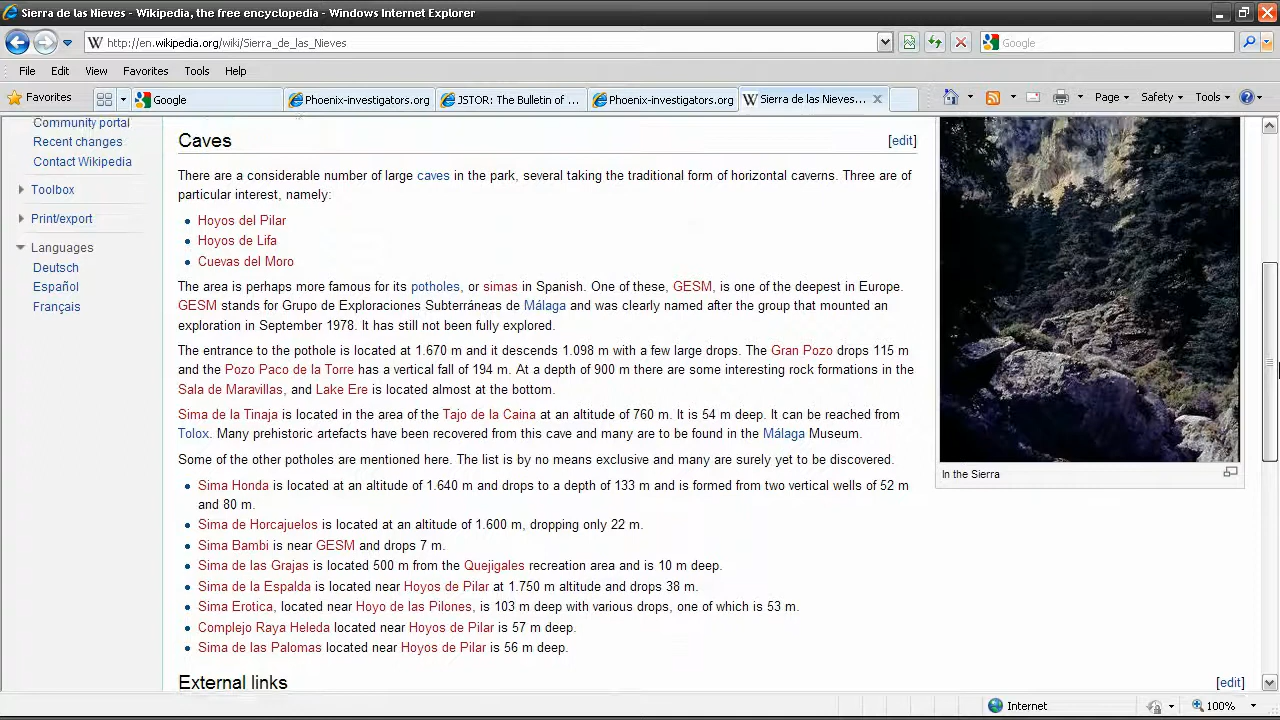 Sierra de las Nieves - Wikipedia, the free encyclopedia - Windows Internet Explorer
http://en.wikipedia.org/wiki/Sierra_de_las_Nieves
Google
File Edit View Favorites Tools Help
Favorites
Google
Phoenix-investigators.org
JSTOR: The Bulletin of ...
Phoenix-investigators.org
Sierra de las Nieves...
Page Safety Tools
Community portal
Recent changes
Contact Wikipedia
Toolbox
Print/export
Languages
Deutsch
Español
Français
Caves [edit]
There are a considerable number of large caves in the park, several taking the traditional form of horizontal caverns. Three are of
particular interest, namely:
Hoyos del Pilar
Hoyos de Lifa
Cuevas del Moro
The area is perhaps more famous for its potholes, or simas in Spanish. One of these, GESM, is one of the deepest in Europe.
GESM stands for Grupo de Exploraciones Subterráneas de Málaga and was clearly named after the group that mounted an
exploration in September 1978. It has still not been fully explored.
The entrance to the pothole is located at 1.670 m and it descends 1.098 m with a few large drops. The Gran Pozo drops 115 m
and the Pozo Paco de la Torre has a vertical fall of 194 m. At a depth of 900 m there are some interesting rock formations in the
Sala de Maravillas, and Lake Ere is located almost at the bottom.
Sima de la Tinaja is located in the area of the Tajo de la Caina at an altitude of 760 m. It is 54 m deep. It can be reached from
Tolox. Many prehistoric artefacts have been recovered from this cave and many are to be found in the Málaga Museum.
Some of the other potholes are mentioned here. The list is by no means exclusive and many are surely yet to be discovered.
Sima Honda is located at an altitude of 1.640 m and drops to a depth of 133 m and is formed from two vertical wells of 52 m
and 80 m.
Sima de Horcajuelos is located at an altitude of 1.600 m, dropping only 22 m.
Sima Bambi is near GESM and drops 7 m.
Sima de las Grajas is located 500 m from the Quejigales recreation area and is 10 m deep.
Sima de la Espalda is located near Hoyos de Pilar at 1.750 m altitude and drops 38 m.
Sima Erotica, located near Hoyo de las Pilones, is 103 m deep with various drops, one of which is 53 m.
Complejo Raya Heleda located near Hoyos de Pilar is 57 m deep.
Sima de las Palomas located near Hoyos de Pilar is 56 m deep.
External links [edit]
In the Sierra
Internet
100%